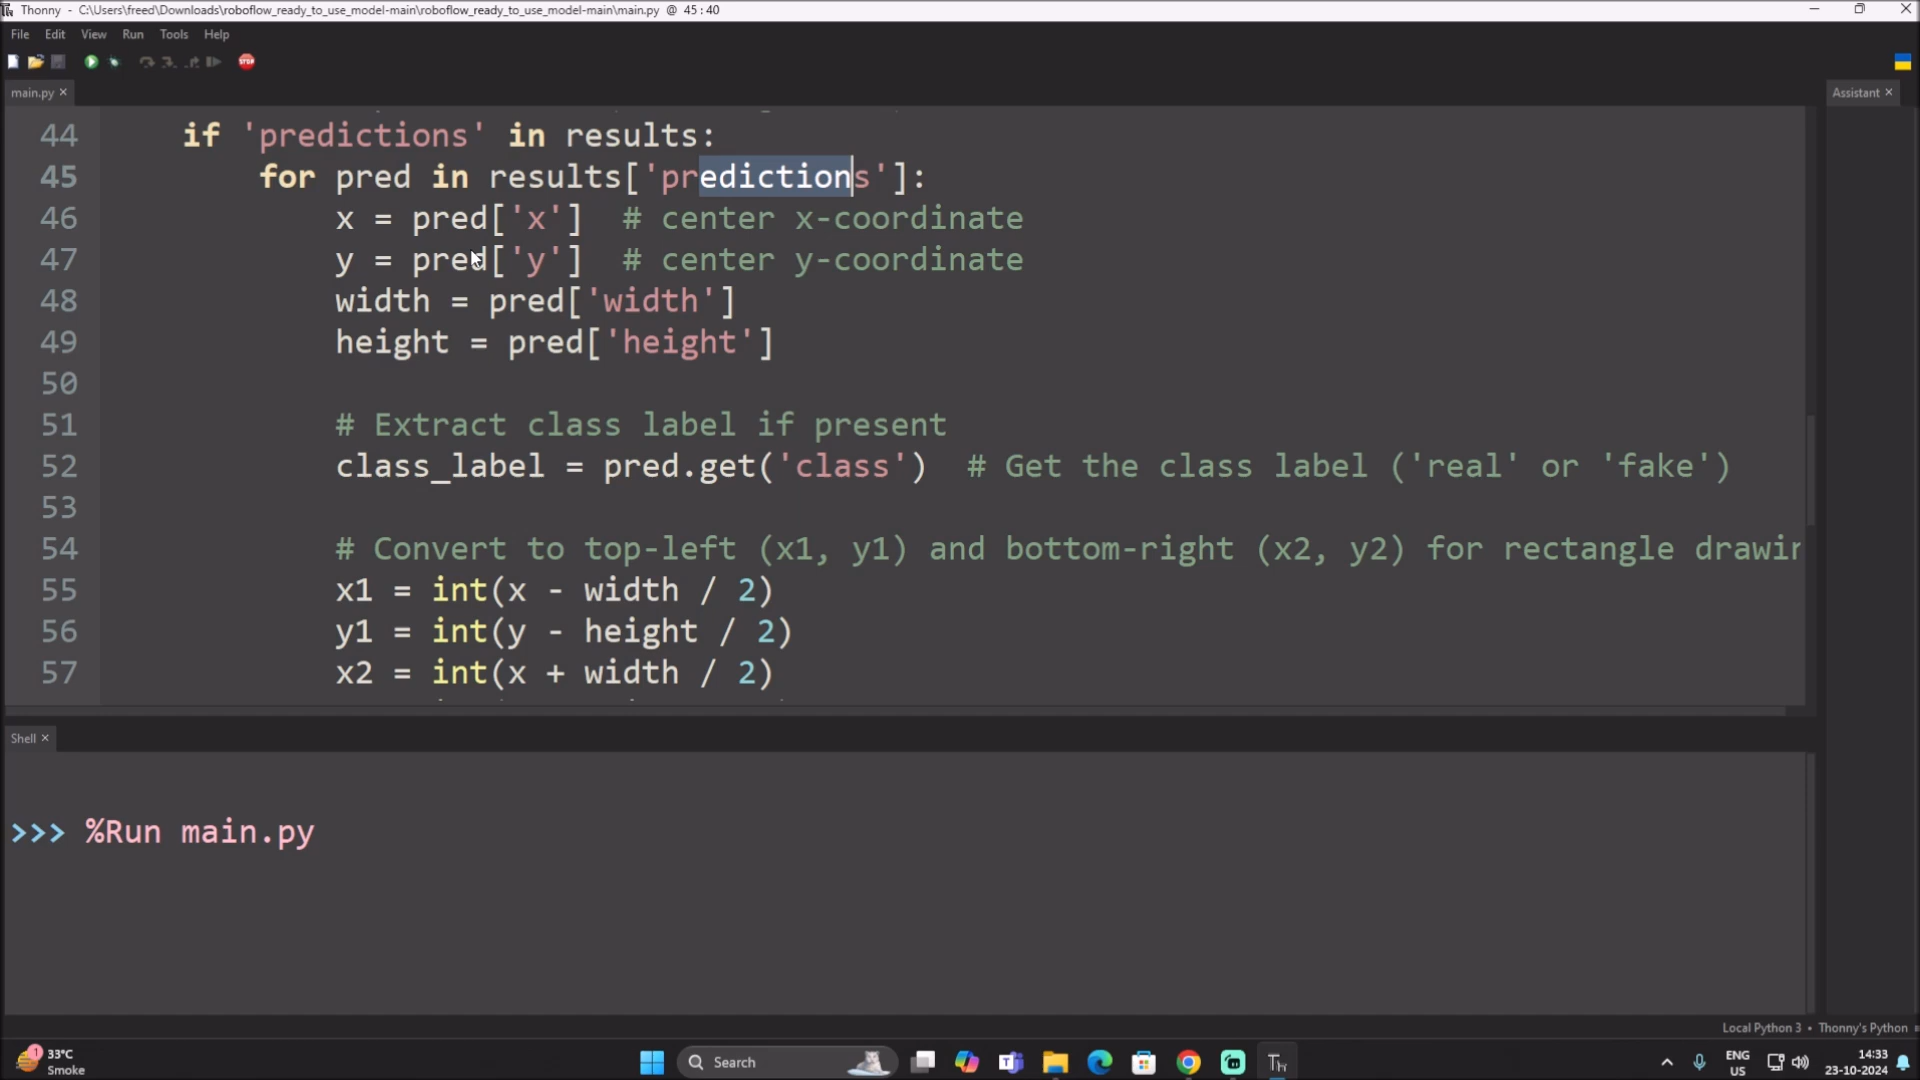 Thonny - C:\Users\freed\Downloads\roboflow_ready_to_use_model-main\roboflow_ready_to_use_model-main\main.py @ 45:40
File Edit View Run Tools Help
STOP
main.py ×
Assistant ×
44 if 'predictions' in results:
45 for pred in results['predictions']:
46 x = pred['x'] # center x-coordinate
47 y = pred['y'] # center y-coordinate
48 width = pred['width']
49 height = pred['height']
50
51 # Extract class label if present
52 class_label = pred.get('class') # Get the class label ('real' or 'fake')
53
54 # Convert to top-left (x1, y1) and bottom-right (x2, y2) for rectangle
55 x1 = int(x - width / 2)
56 y1 = int(y - height / 2)
57 x2 = int(x + width / 2)
Shell ×
>>> %Run main.py
Local Python 3 • Thonny's Python
1
33°C
Smoke
Search
Th
ENG
US
14:33
23-10-2024